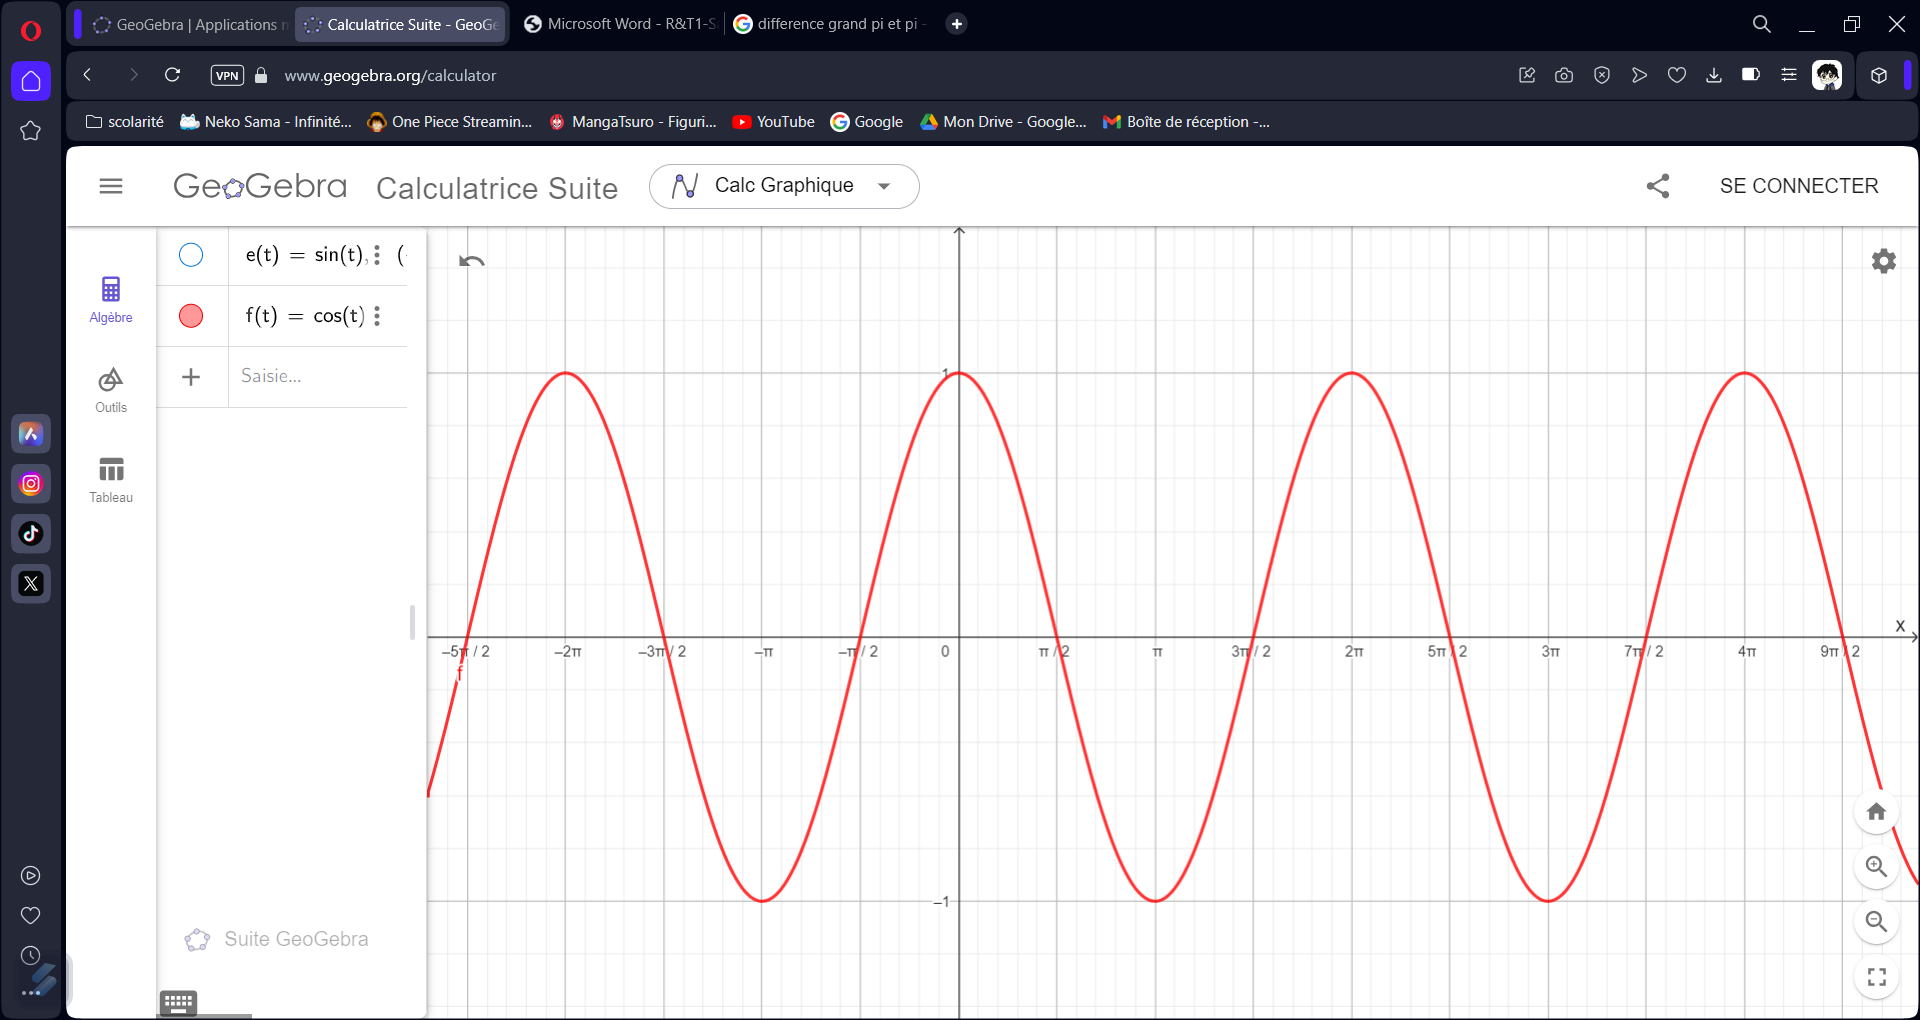 GeoGebra | Applications m
Calculatrice Suite - GeoGe
Microsoft Word - R&T1-S
difference grand pi et pi -
VPN
www.geogebra.org/calculator
scolarité
Neko Sama - Infinité...
One Piece Streamin...
MangaTsuro - Figuri...
YouTube
Google
Mon Drive - Google...
Boîte de réception -...
GeoGebra
Calculatrice Suite
Calc Graphique
SE CONNECTER
e(t) = sin(t), (
Algèbre
f(t) = cos(t)
Saisie...
Outils
Tableau
1
x
–5π / 2
–2π
–3π / 2
–π
–π / 2
0
π / 2
π
3π / 2
2π
5π / 2
3π
7π / 2
4π
9π / 2
f
–1
Suite GeoGebra